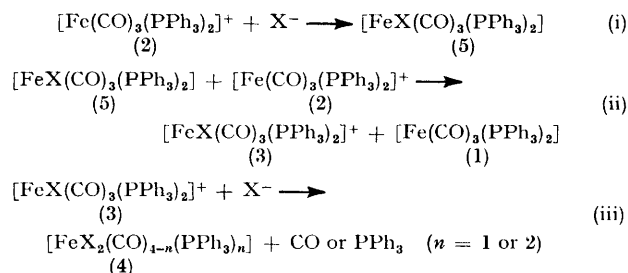 [Fe(CO)₃(PPh₃)₂]⁺ + X⁻ ⟶ [FeX(CO)₃(PPh₃)₂] (i)
(2) (5)
[FeX(CO)₃(PPh₃)₂] + [Fe(CO)₃(PPh₃)₂]⁺ ⟶
(5) (2) (ii)
[FeX(CO)₃(PPh₃)₂]⁺ + [Fe(CO)₃(PPh₃)₂]
(3) (1)
[FeX(CO)₃(PPh₃)₂]⁺ + X⁻ ⟶
(3) (iii)
[FeX₂(CO)₄₋ₙ(PPh₃)ₙ] + CO or PPh₃ (n = 1 or 2)
(4)